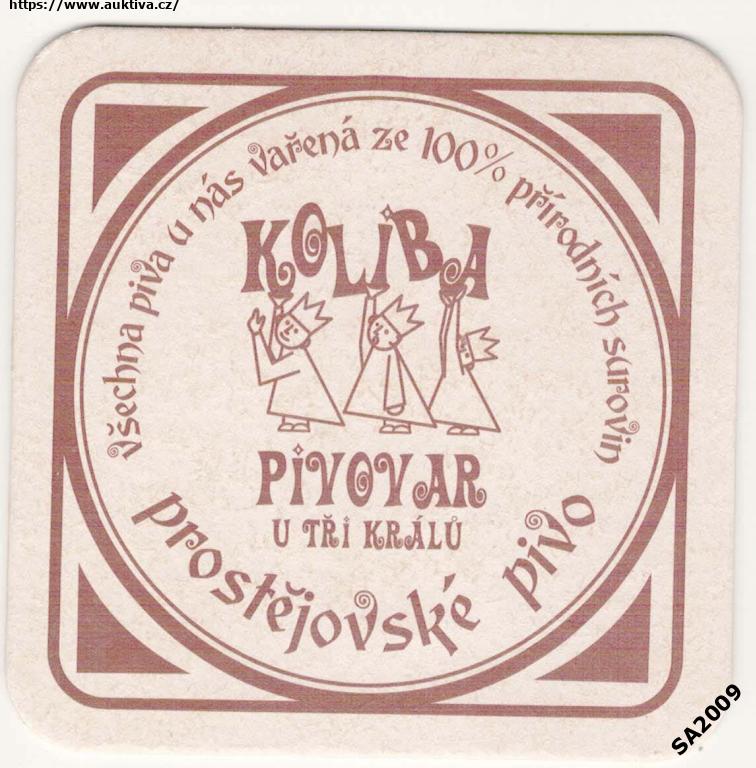 https://www.auktiva.cz/
Všechna piva u nás vařená ze 100% přírodních surovin
KOLIBA
PIVOVAR
U TŘI KRÁLŮ
prostějovské pivo
SA2009